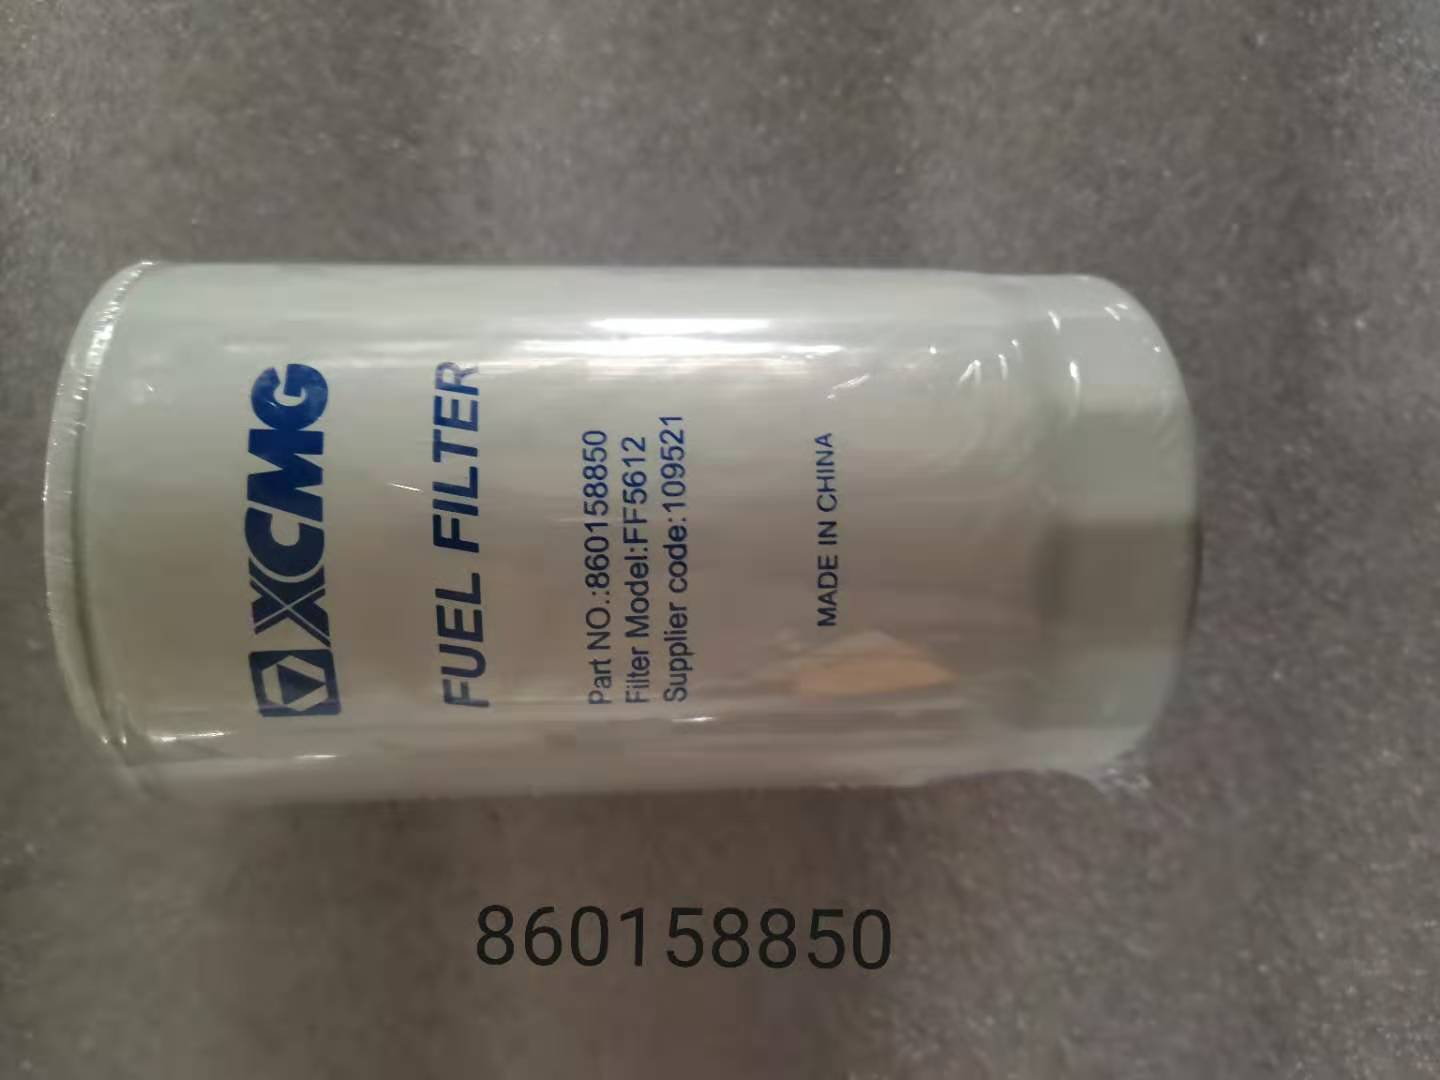 XCMG
FUEL FILTER
Part NO.:860158850
Filter Model:FF5612
Supplier code:109521
MADE IN CHINA
860158850